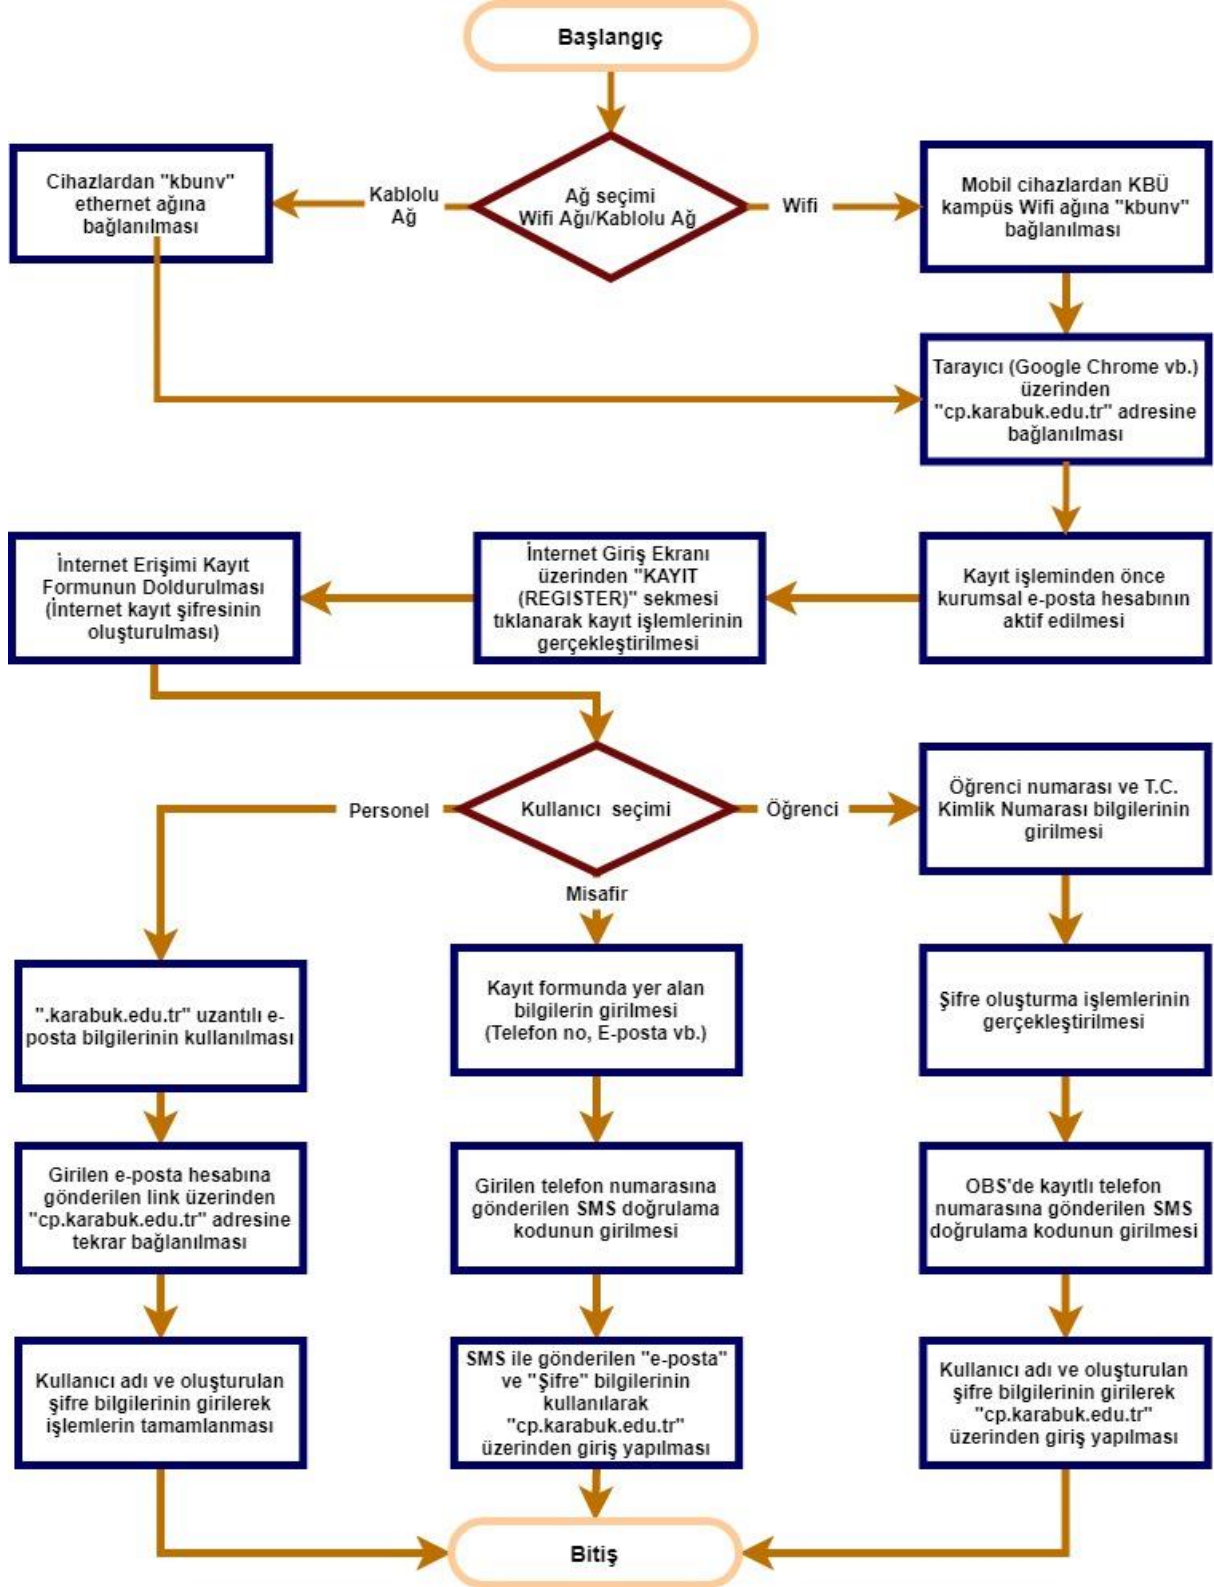 Başlangıç
Ağ seçimi
Wifi Ağı/Kablolu Ağ
Kablolu
Ağ
Wifi
Cihazlardan "kbunv"
ethernet ağına
bağlanılması
Mobil cihazlardan KBÜ
kampüs Wifi ağına "kbunv"
bağlanılması
Tarayıcı (Google Chrome vb.)
üzerinden
"cp.karabuk.edu.tr" adresine
bağlanılması
Kayıt işleminden önce
kurumsal e-posta hesabının
aktif edilmesi
İnternet Giriş Ekranı
üzerinden "KAYIT
(REGISTER)" sekmesi
tıklanarak kayıt işlemlerinin
gerçekleştirilmesi
İnternet Erişimi Kayıt
Formunun Doldurulması
(İnternet kayıt şifresinin
oluşturulması)
Kullanıcı seçimi
Personel
Misafir
Öğrenci
".karabuk.edu.tr" uzantılı e-
posta bilgilerinin kullanılması
Girilen e-posta hesabına
gönderilen link üzerinden
"cp.karabuk.edu.tr" adresine
tekrar bağlanılması
Kullanıcı adı ve oluşturulan
şifre bilgilerinin girilerek
işlemlerin tamamlanması
Kayıt formunda yer alan
bilgilerin girilmesi
(Telefon no, E-posta vb.)
Girilen telefon numarasına
gönderilen SMS doğrulama
kodunun girilmesi
SMS ile gönderilen "e-posta"
ve "Şifre" bilgilerinin
kullanılarak
"cp.karabuk.edu.tr"
üzerinden giriş yapılması
Öğrenci numarası ve T.C.
Kimlik Numarası bilgilerinin
girilmesi
Şifre oluşturma işlemlerinin
gerçekleştirilmesi
OBS'de kayıtlı telefon
numarasına gönderilen SMS
doğrulama kodunun girilmesi
Kullanıcı adı ve oluşturulan
şifre bilgilerinin girilerek
"cp.karabuk.edu.tr"
üzerinden giriş yapılması
Bitiş